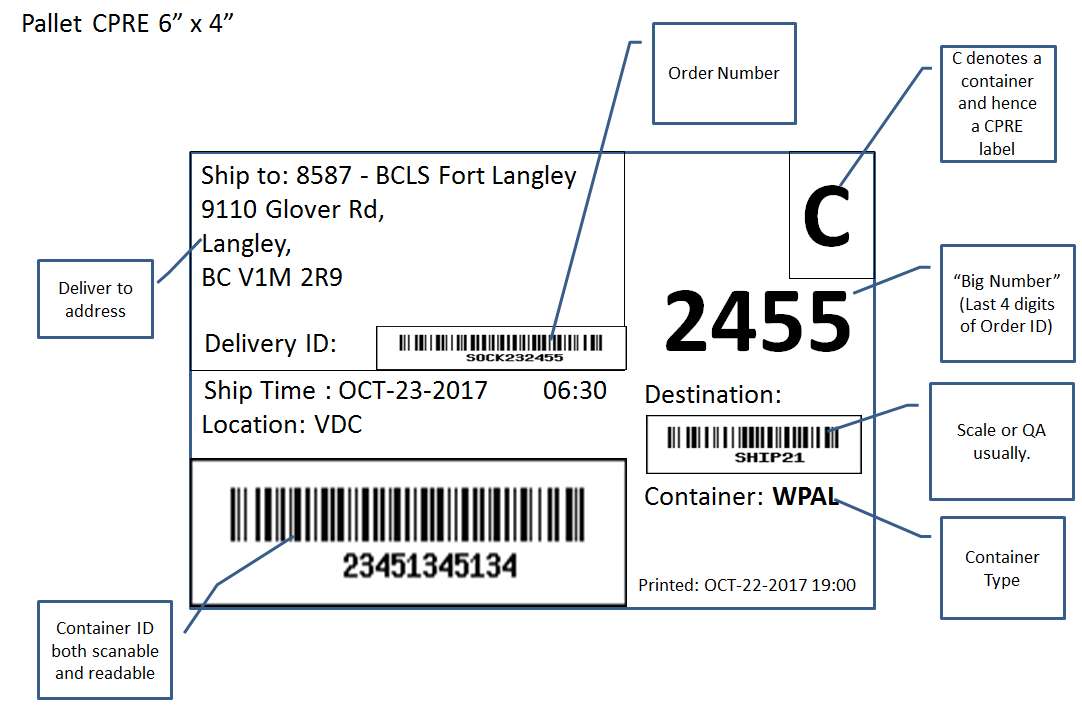 Pallet CPRE 6” x 4”
Order Number
C denotes a
container
and hence
a CPRE
label
Ship to: 8587 - BCLS Fort Langley
9110 Glover Rd,
Langley,
BC V1M 2R9
C
Deliver to
address
“Big Number”
(Last 4 digits
of Order ID)
2455
Delivery ID:
SOCK232455
Ship Time : OCT-23-2017 06:30
Location: VDC
Destination:
SHIP21
Scale or QA
usually.
Container: WPAL
Container
Type
23451345134
Printed: OCT-22-2017 19:00
Container ID
both scanable
and readable